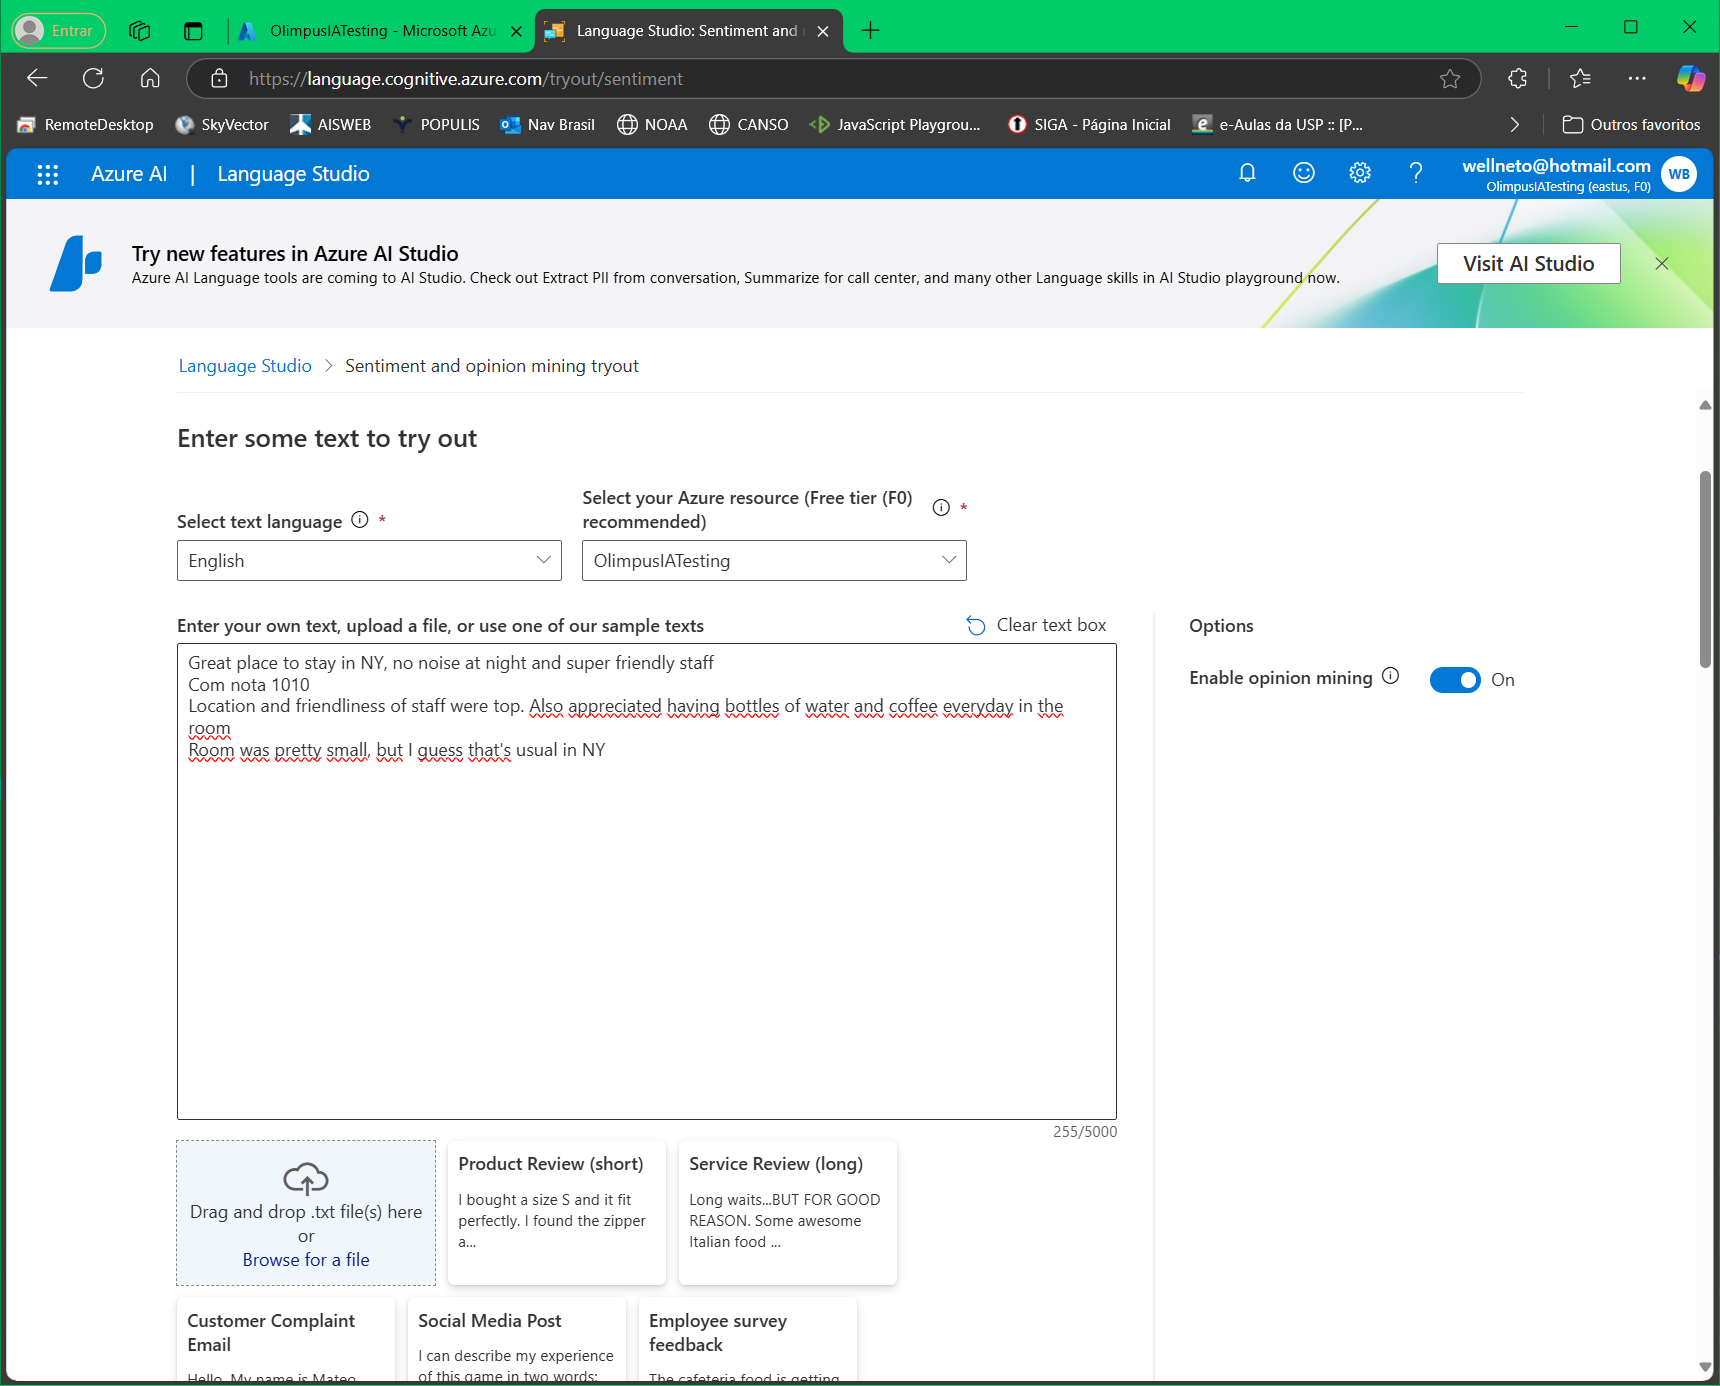 Entrar
OlimpusIATesting - Microsoft Azu
Language Studio: Sentiment and
https://language.cognitive.azure.com/tryout/sentiment
RemoteDesktop
SkyVector
AISWEB
POPULIS
Nav Brasil
NOAA
CANSO
JavaScript Playgrou...
SIGA - Página Inicial
e-Aulas da USP :: [P...
Outros favoritos
Azure AI | Language Studio
wellneto@hotmail.com
OlimpusIATesting (eastus, F0)
WB
Try new features in Azure AI Studio
Azure AI Language tools are coming to AI Studio. Check out Extract PII from conversation, Summarize for call center, and many other Language skills in AI Studio playground now.
Visit AI Studio
Language Studio > Sentiment and opinion mining tryout
Enter some text to try out
Select text language *
English
Select your Azure resource (Free tier (F0)
recommended) *
OlimpusIATesting
Enter your own text, upload a file, or use one of our sample texts
Clear text box
Great place to stay in NY, no noise at night and super friendly staff
Com nota 1010
Location and friendliness of staff were top. Also appreciated having bottles of water and coffee everyday in the
room
Room was pretty small, but I guess that's usual in NY
255/5000
Options
Enable opinion mining
On
Drag and drop .txt file(s) here
or
Browse for a file
Product Review (short)
I bought a size S and it fit
perfectly. I found the zipper
a...
Service Review (long)
Long waits...BUT FOR GOOD
REASON. Some awesome
Italian food ...
Customer Complaint
Email
Hello, My name is Mateo
Social Media Post
I can describe my experience
of this game in two words:
Employee survey
feedback
The cafeteria food is getting